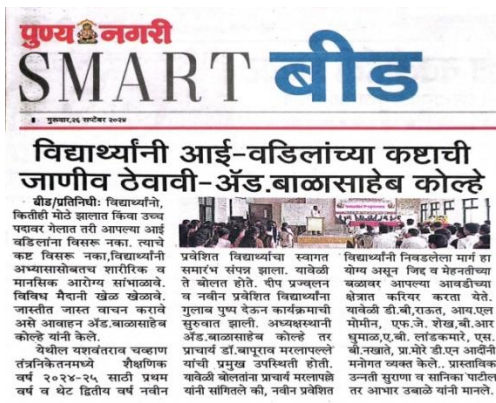 पुण्य नगरी
SMART बीड
८ गुरूवार,२६ सप्टेंबर २०२४
विद्यार्थ्यांनी आई-वडिलांच्या कष्टाची
जाणीव ठेवावी-ॲड.बाळासाहेब कोल्हे
बीड/प्रतिनिधी: विद्यार्थ्यांनो,
कितीही मोठे झालात किंवा उच्च
पदावर गेलात तरी आपल्या आई
वडिलांना विसरू नका. त्याचे
कष्ट विसरू नका,विद्यार्थ्यांनी
अभ्यासासोबतच शारीरिक व
मानसिक आरोग्य सांभाळावे.
विविध मैदानी खेळ खेळावे.
जास्तीत जास्त वाचन करावे
असे आवाहन ॲड.बाळासाहेब
कोल्हे यांनी केले.
येथील यशवंतराव चव्हाण
तंत्रनिकेतनमध्ये शैक्षणिक
वर्ष २०२४-२५ साठी प्रथम
वर्ष व थेट द्वितीय वर्ष नवीन
प्रवेशित विद्यार्थ्यांचा स्वागत
समारंभ संपन्न झाला. यावेळी
ते बोलत होते. दीप प्रज्वलन
व नवीन प्रवेशित विद्यार्थ्यांना
गुलाब पुष्प देऊन कार्यक्रमाची
सुरुवात झाली. अध्यक्षस्थानी
ॲड.बाळासाहेब कोल्हे तर
प्राचार्य डॉ.बापूराव मरलापल्ले
यांची प्रमुख उपस्थिती होती.
यावेळी बोलतांना प्राचार्य मरलापल्ले
यांनी सांगितले की, नवीन प्रवेशित
विद्यार्थ्यांनी निवडलेला मार्ग हा
योग्य असून जिद्द व मेहनतीच्या
बळावर आपल्या आवडीच्या
क्षेत्रात करियर करता येते.
यावेळी डी.बी,राऊत, आय.एल
मोमीन, एफ.जे. शेख,बी.आर
धुमाळ,ए.बी. लांडकमारे, एस.
बी.नखाते, प्रा.मोरे डी.एन आदींनी
मनोगत व्यक्त केले.. प्रास्ताविक
उन्नती सुराणा व सानिका पाटील
तर आभार उबाळे यांनी मानले.